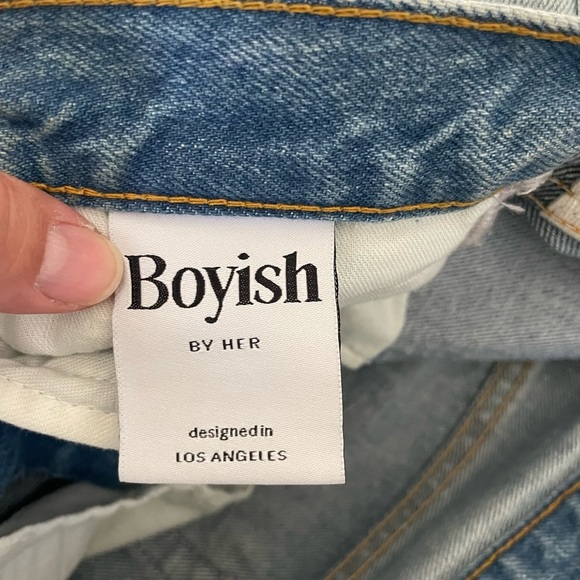 Boyish
BY HER
designed in
LOS ANGELES